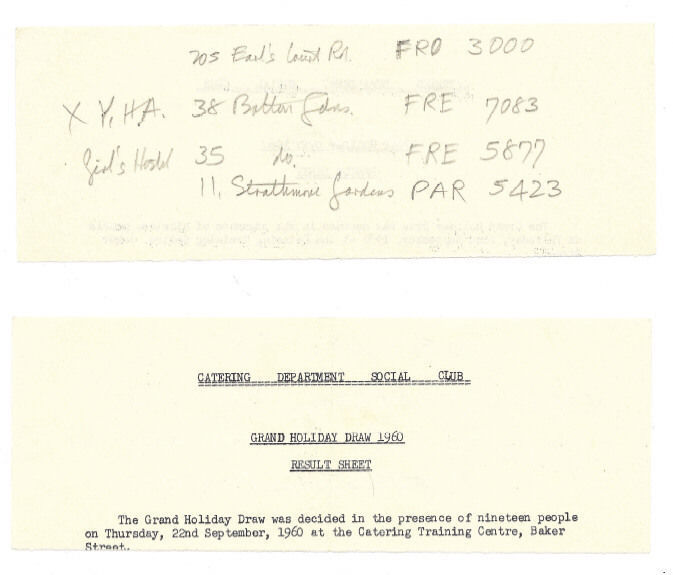 205 Earl's Court Rd. FRO 3000
X Y.H.A. 38 Bolton Gdns. FRE 7083
Girl's Hostel 35 do. FRE 5877
11, Strathmore Gardens PAR 5423
CATERING DEPARTMENT SOCIAL CLUB
GRAND HOLIDAY DRAW 1960
RESULT SHEET
The Grand Holiday Draw was decided in the presence of nineteen people
on Thursday, 22nd September, 1960 at the Catering Training Centre, Baker
Street.